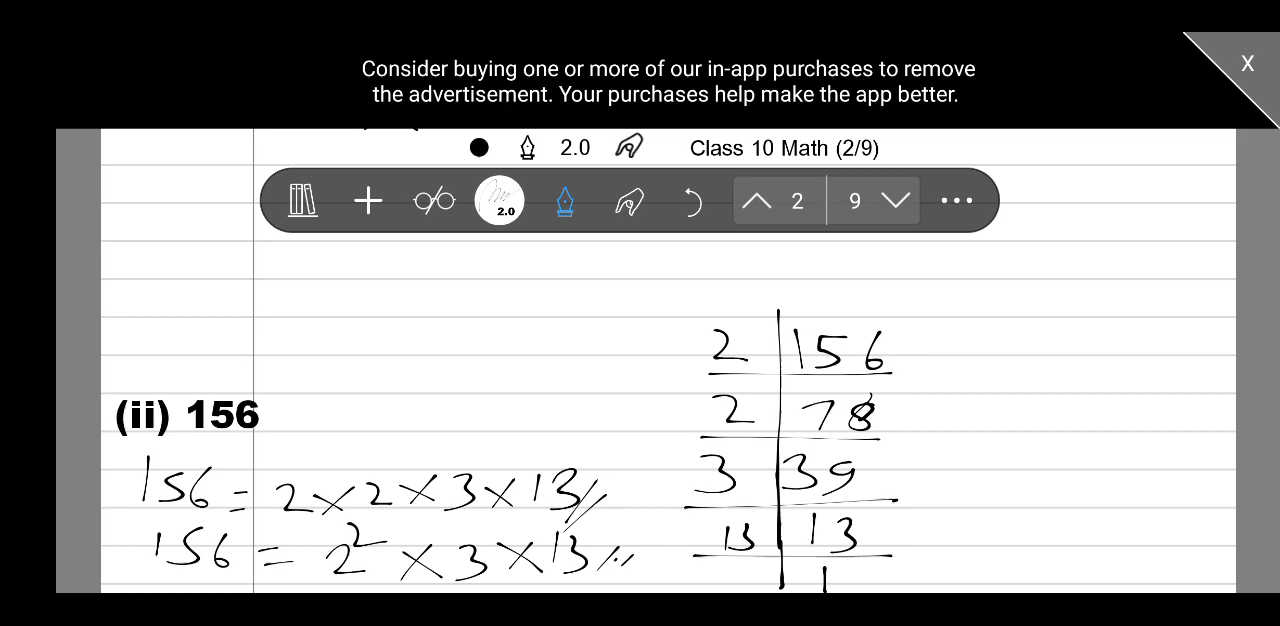 Consider buying one or more of our in-app purchases to remove
the advertisement. Your purchases help make the app better.
X
2.0 Class 10 Math (2/9)
2.0 2 9
2 156
2 78
(ii) 156
3 39
156 = 2 × 2 × 3 × 13 //
13 13
156 = 2² × 3 × 13 //
1